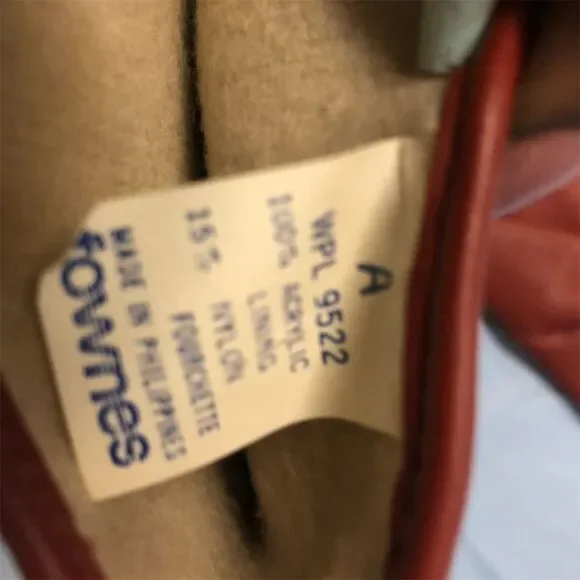 A
WPL 9522
100% ACRYLIC
LINING
15% NYLON
FOURCHETTE
MADE IN PHILIPPINES
fownes